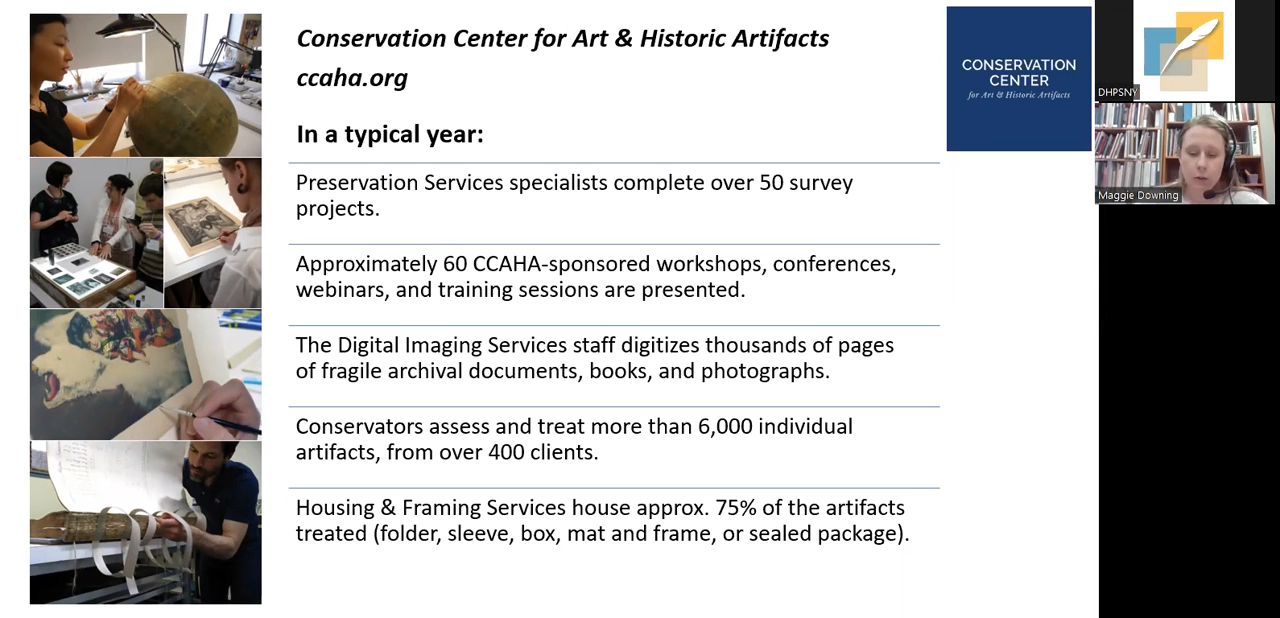 Conservation Center for Art & Historic Artifacts
ccaha.org
In a typical year:
Preservation Services specialists complete over 50 survey
projects.
Approximately 60 CCAHA-sponsored workshops, conferences,
webinars, and training sessions are presented.
The Digital Imaging Services staff digitizes thousands of pages
of fragile archival documents, books, and photographs.
Conservators assess and treat more than 6,000 individual
artifacts, from over 400 clients.
Housing & Framing Services house approx. 75% of the artifacts
treated (folder, sleeve, box, mat and frame, or sealed package).
CONSERVATION
CENTER
for Art & Historic Artifacts
DHPSNY
Maggie Downing